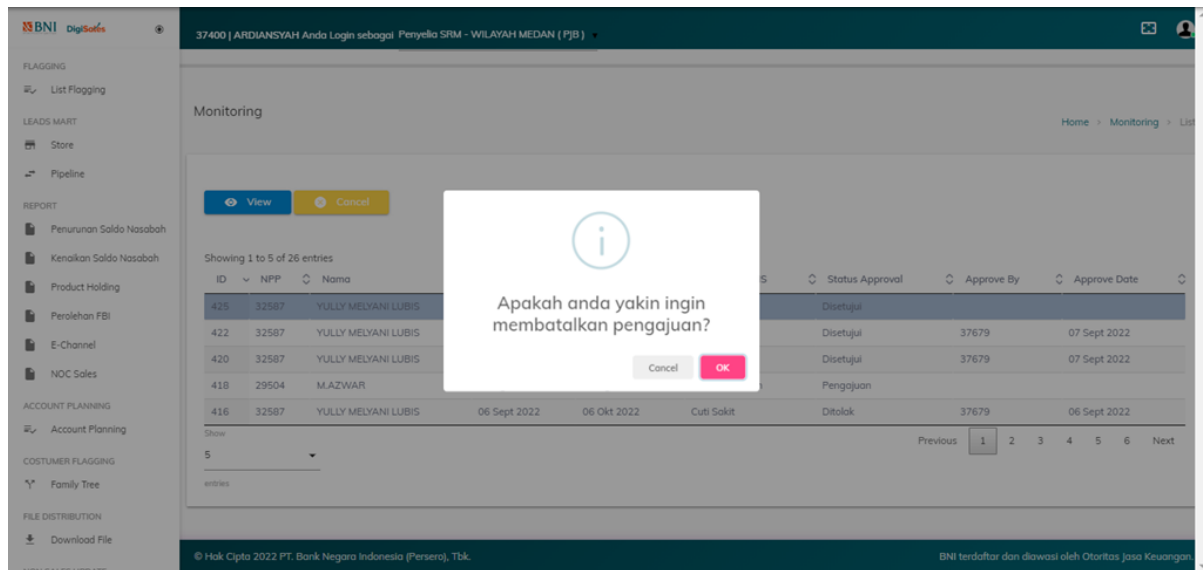 BNI DigiSales
37400 | ARDIANSYAH Anda Login sebagai Penyelia SRM - WILAYAH MEDAN ( PJB )
FLAGGING
List Flagging
LEADS MART
Store
Pipeline
REPORT
Penurunan Saldo Nasabah
Kenaikan Saldo Nasabah
Product Holding
Perolehan FBI
E-Channel
NOC Sales
ACCOUNT PLANNING
Account Planning
COSTUMER FLAGGING
Family Tree
FILE DISTRIBUTION
Download File
Monitoring
Home > Monitoring > List
View Cancel
Showing 1 to 5 of 26 entries
ID NPP Nama Status Approval Approve By Approve Date
425 32587 YULLY MELYANI LUBIS Disetujui
422 32587 YULLY MELYANI LUBIS Disetujui 37679 07 Sept 2022
420 32587 YULLY MELYANI LUBIS Disetujui 37679 07 Sept 2022
418 29504 M.AZWAR Pengajuan
416 32587 YULLY MELYANI LUBIS 06 Sept 2022 06 Okt 2022 Cuti Sakit Ditolak 37679 06 Sept 2022
Apakah anda yakin ingin
membatalkan pengajuan?
Cancel OK
Show
5
entries
Previous 1 2 3 4 5 6 Next
© Hak Cipta 2022 PT. Bank Negara Indonesia (Persero), Tbk.
BNI terdaftar dan diawasi oleh Otoritas Jasa Keuangan.